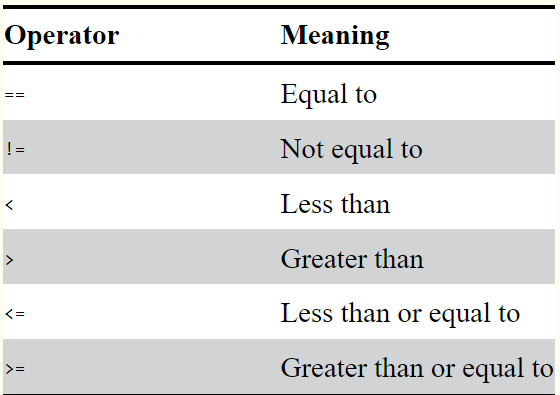 Operator Meaning
== Equal to
!= Not equal to
< Less than
> Greater than
<= Less than or equal to
>= Greater than or equal to